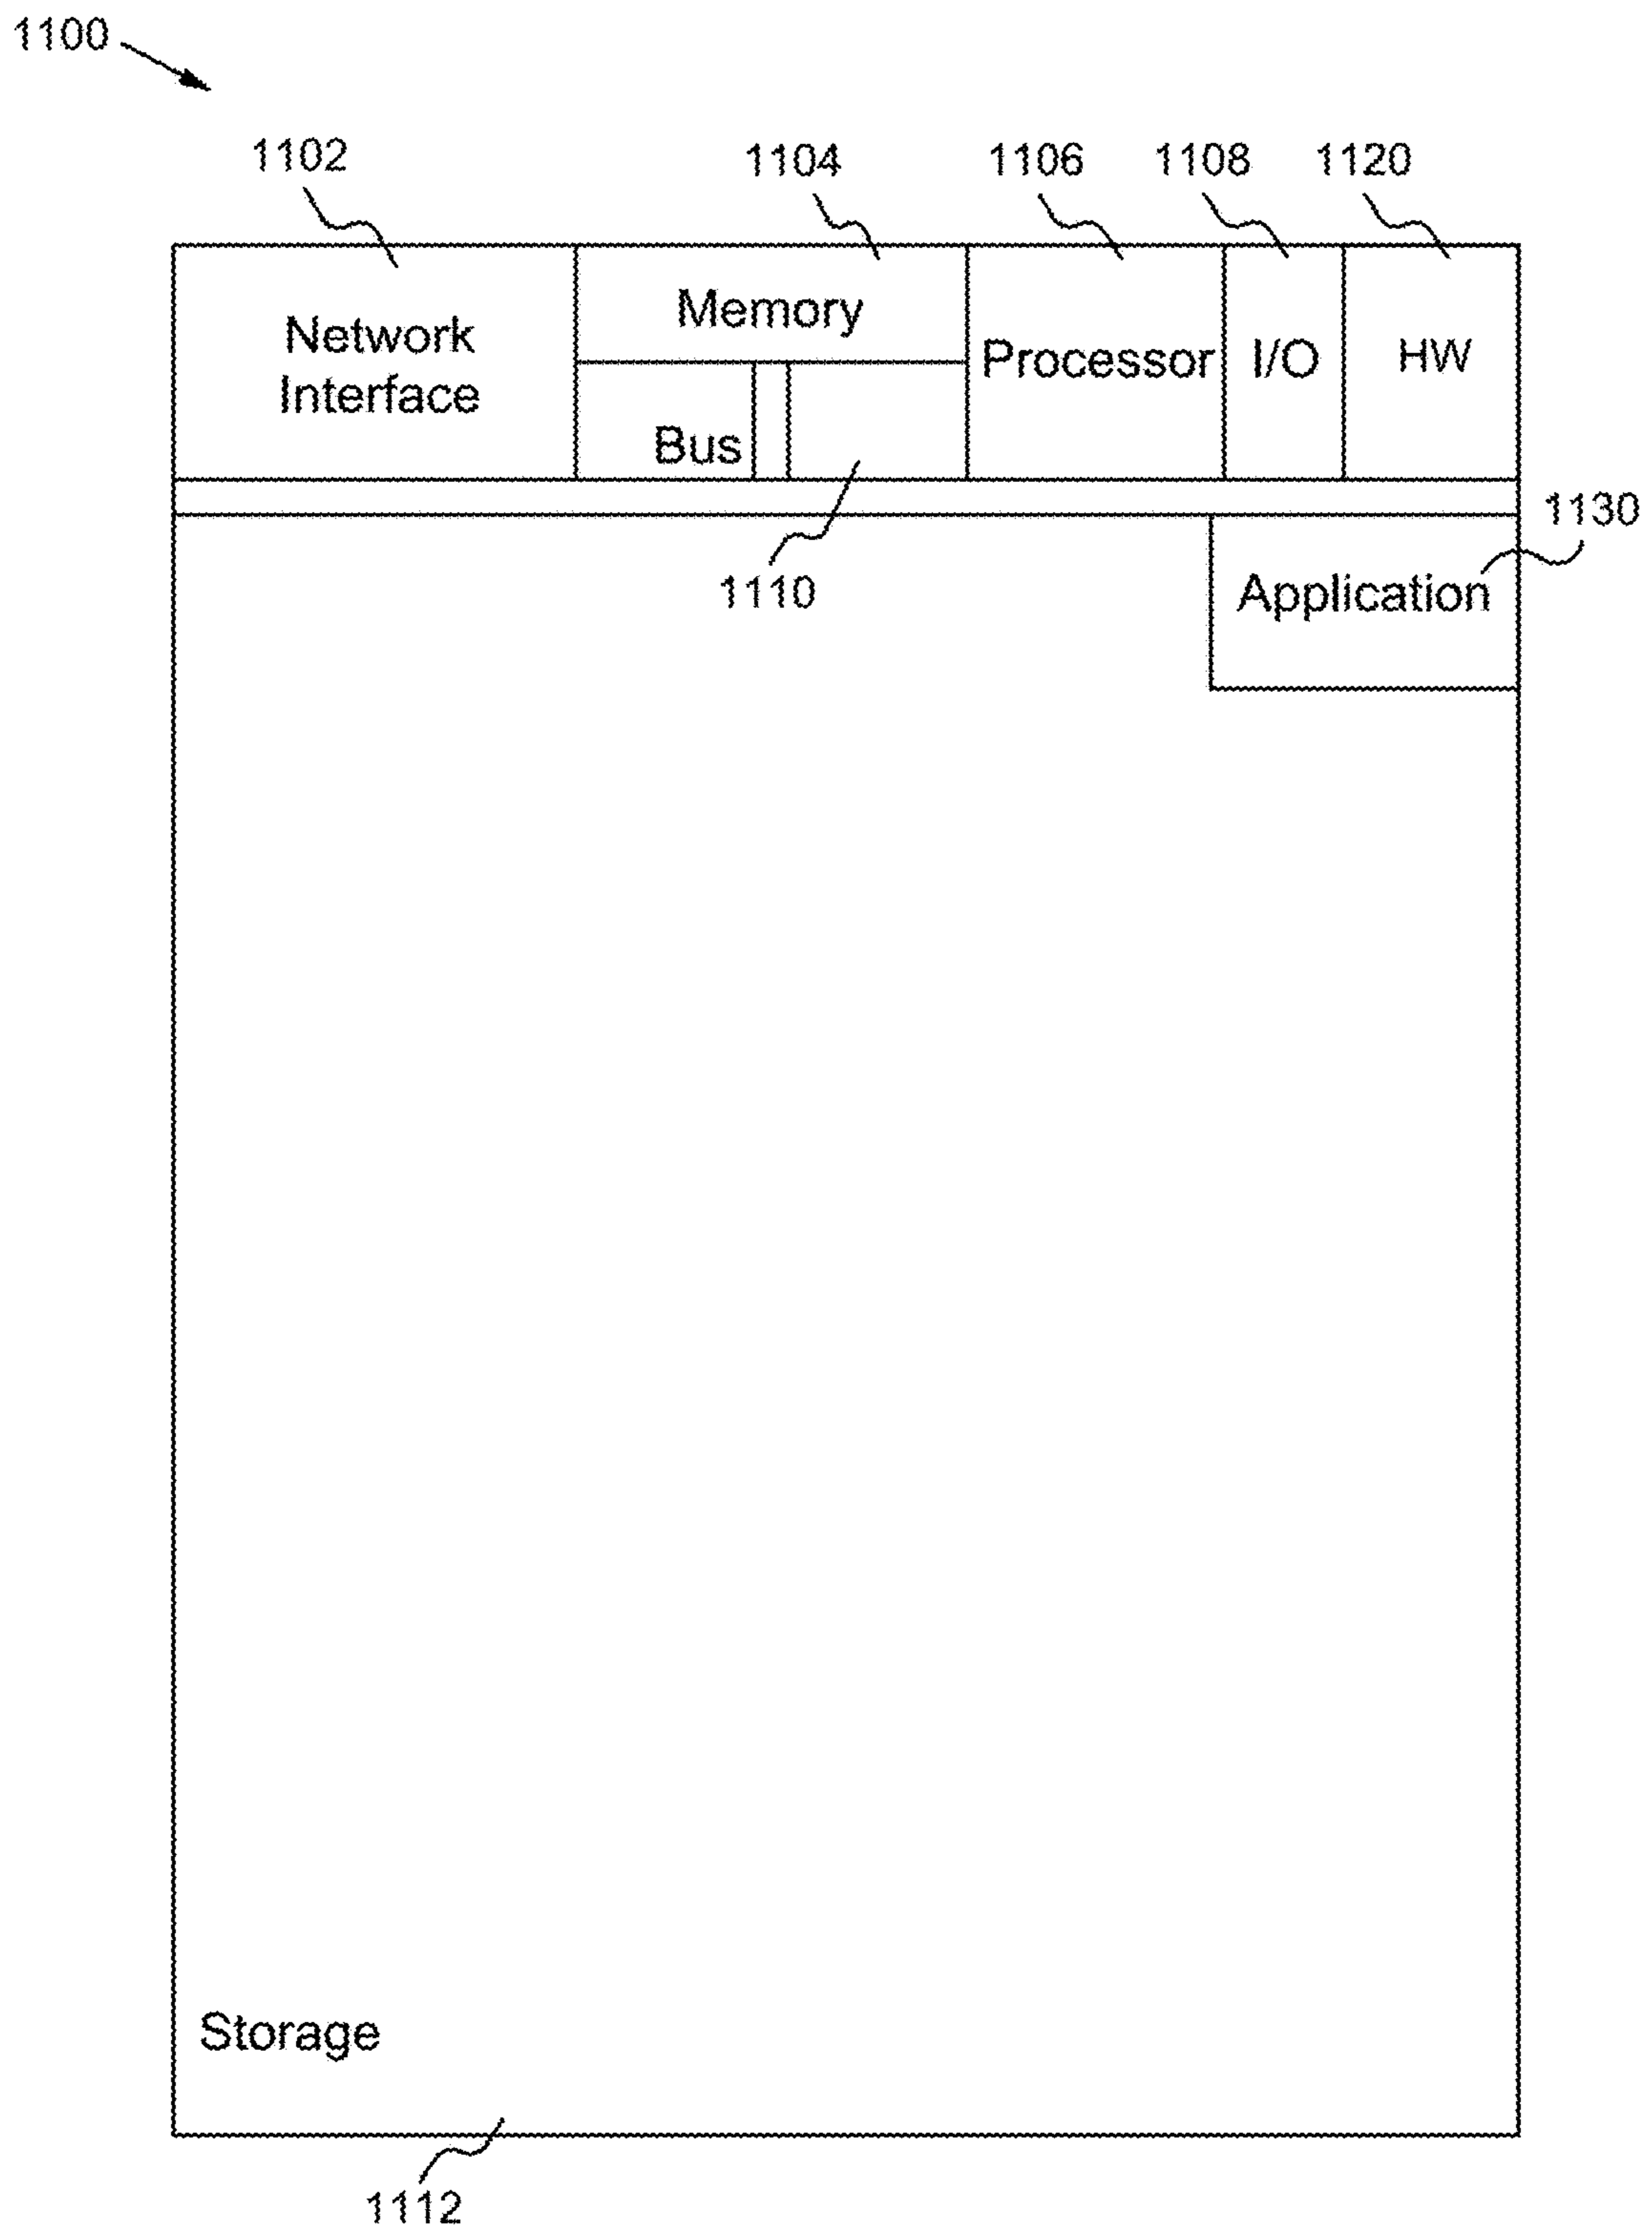 1100
1102
1104
1106
1108
1120
Network
Interface
Memory
Processor
I/O
HW
Bus
1130
1110
Application
Storage
1112